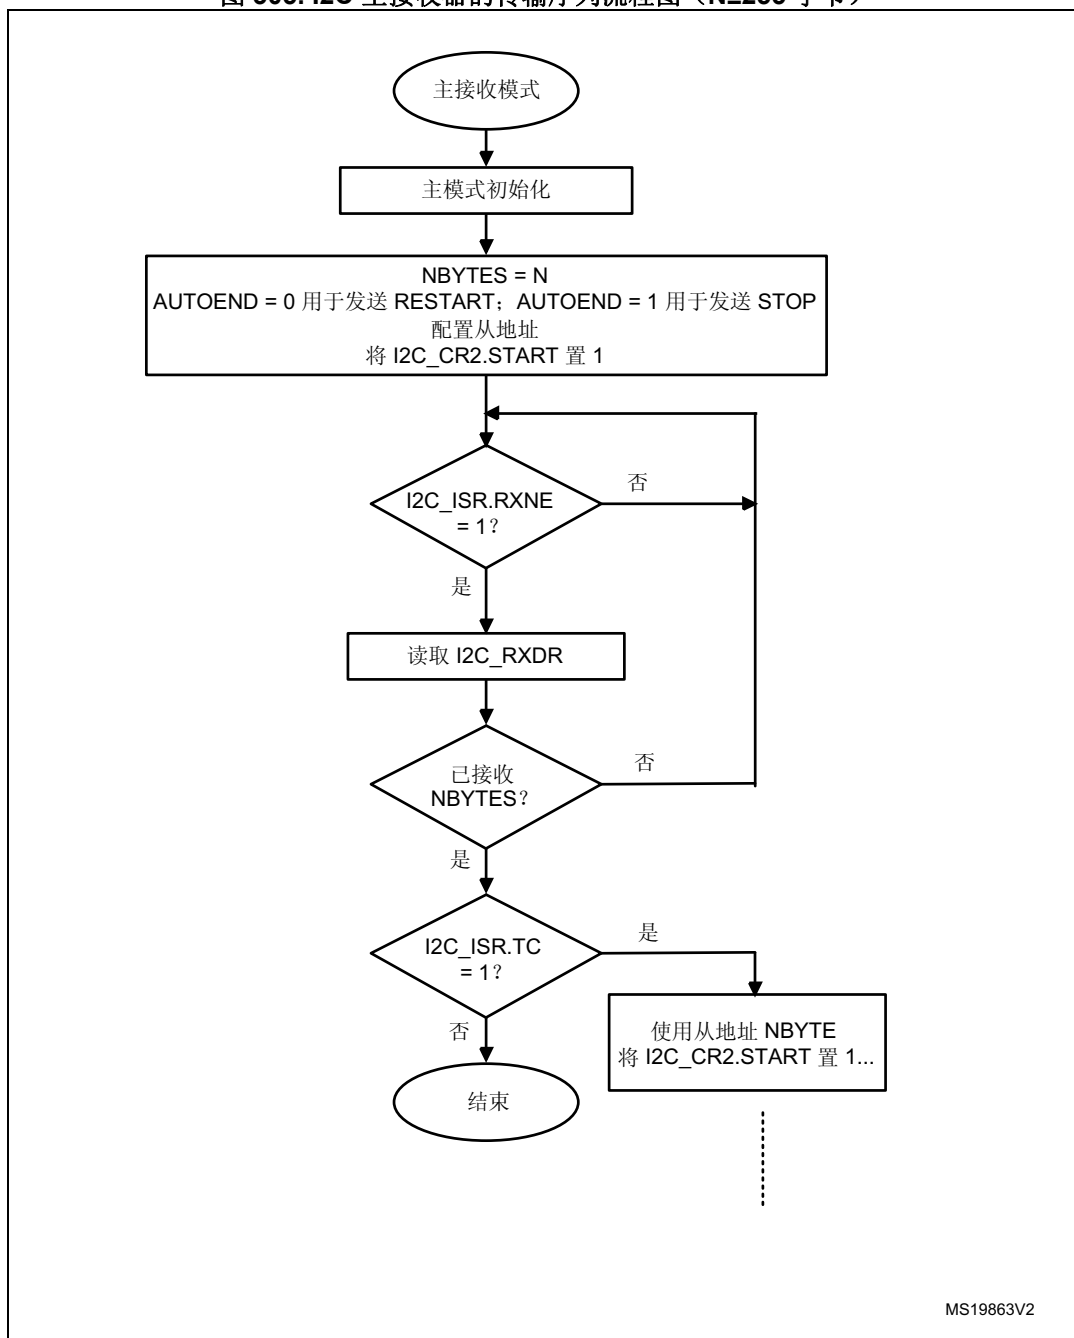 主接收模式
主模式初始化
NBYTES = N
AUTOEND = 0 用于发送 RESTART；AUTOEND = 1 用于发送 STOP
配置从地址
将 I2C_CR2.START 置 1
I2C_ISR.RXNE
= 1？
否
是
读取 I2C_RXDR
已接收
NBYTES？
否
是
I2C_ISR.TC
= 1？
是
否
使用从地址 NBYTE
将 I2C_CR2.START 置 1...
结束
MS19863V2